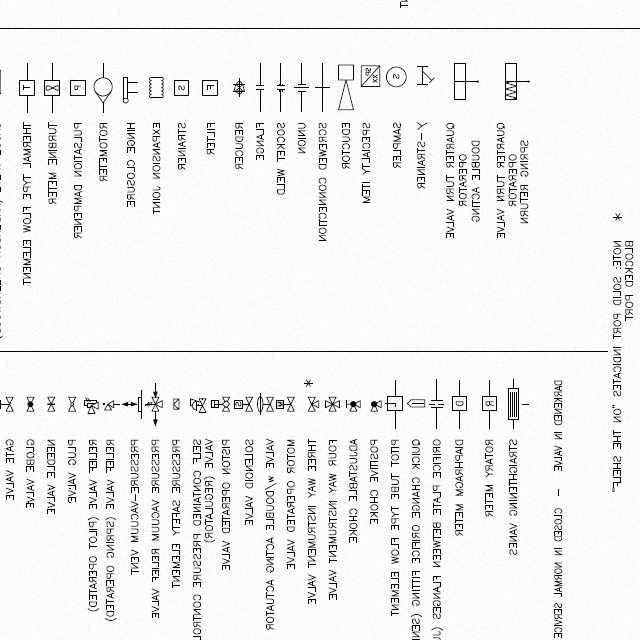 THERMAL TYPE FLOW ELEMENT
TURBINE METER
PULSATION DAMPENER
ROTOMETER
HINGE CLOSURE
EXPANSION JOINT
STRAINER
FILTER
REDUCER
FLANGE
SOCKET WELD
UNION
SCREWED CONNECTION
EDUCTOR
SPECIALTY ITEM
SAMPLER
Y-STRAINER
QUARTER TURN VALVE
OPERATOR
DOUBLE ACTING
QUARTER TURN VALVE
OPERATOR
SPRING RETURN
* NOTE: SOLID PORT INDICATES "ON THE SHELF"
BLOCKED PORT
GATE VALVE
GLOBE VALVE
NEEDLE VALVE
PLUG VALVE
RELIEF VALVE (PILOT OPERATED)
RELIEF VALVE (SPRING OPERATED)
PRESSURE-VACUUM VENT
PRESSURE VACUUM RELIEF VALVE
PRESSURE SAFETY ELEMENT
SELF CONTAINED PRESSURE CONTROL
VALVE (REGULATOR)
PISTON OPERATED VALVE
SOLENOID VALVE
VALVE W/DOUBLE ACTING ACTUATOR
MOTOR OPERATED VALVE
* THREE WAY INSTRUMENT VALVE
FOUR WAY INSTRUMENT VALVE
ADJUSTABLE CHOKE
POSITIVE CHOKE
PITOT TUBE TYPE FLOW ELEMENT
QUICK CHANGE ORIFICE FITTING
ORIFICE PLATE BETWEEN FLANGES
DIAPHRAGM METER
ROTARY METER
STRAIGHTENING VANES
DARKENED IN VALVE - CLOSED IN NORMAL SERVICE